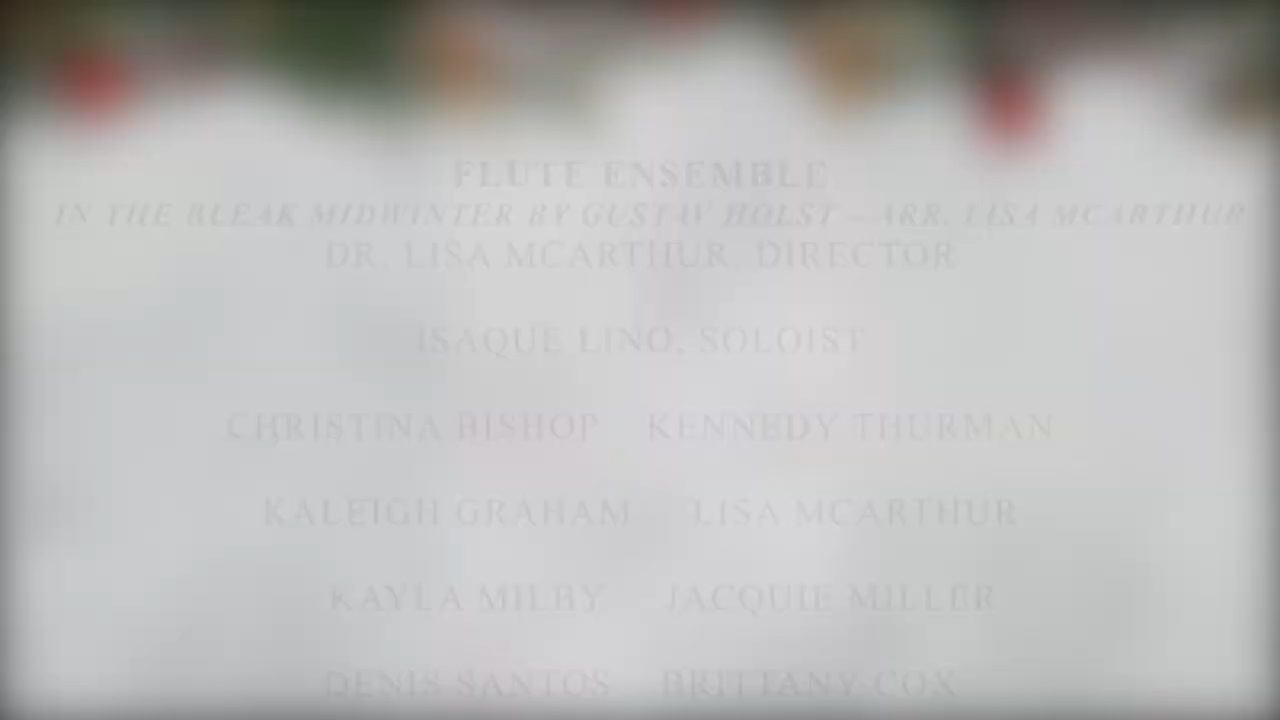 FLUTE ENSEMBLE
IN THE BLEAK MIDWINTER BY GUSTAV HOLST – ARR. LISA MCARTHUR
DR. LISA MCARTHUR, DIRECTOR
ISAQUE LINO, SOLOIST
CHRISTINA BISHOP KENNEDY THURMAN
KALEIGH GRAHAM LISA MCARTHUR
KAYLA MILBY JACQUIE MILLER
DENIS SANTOS BRITTANY COX